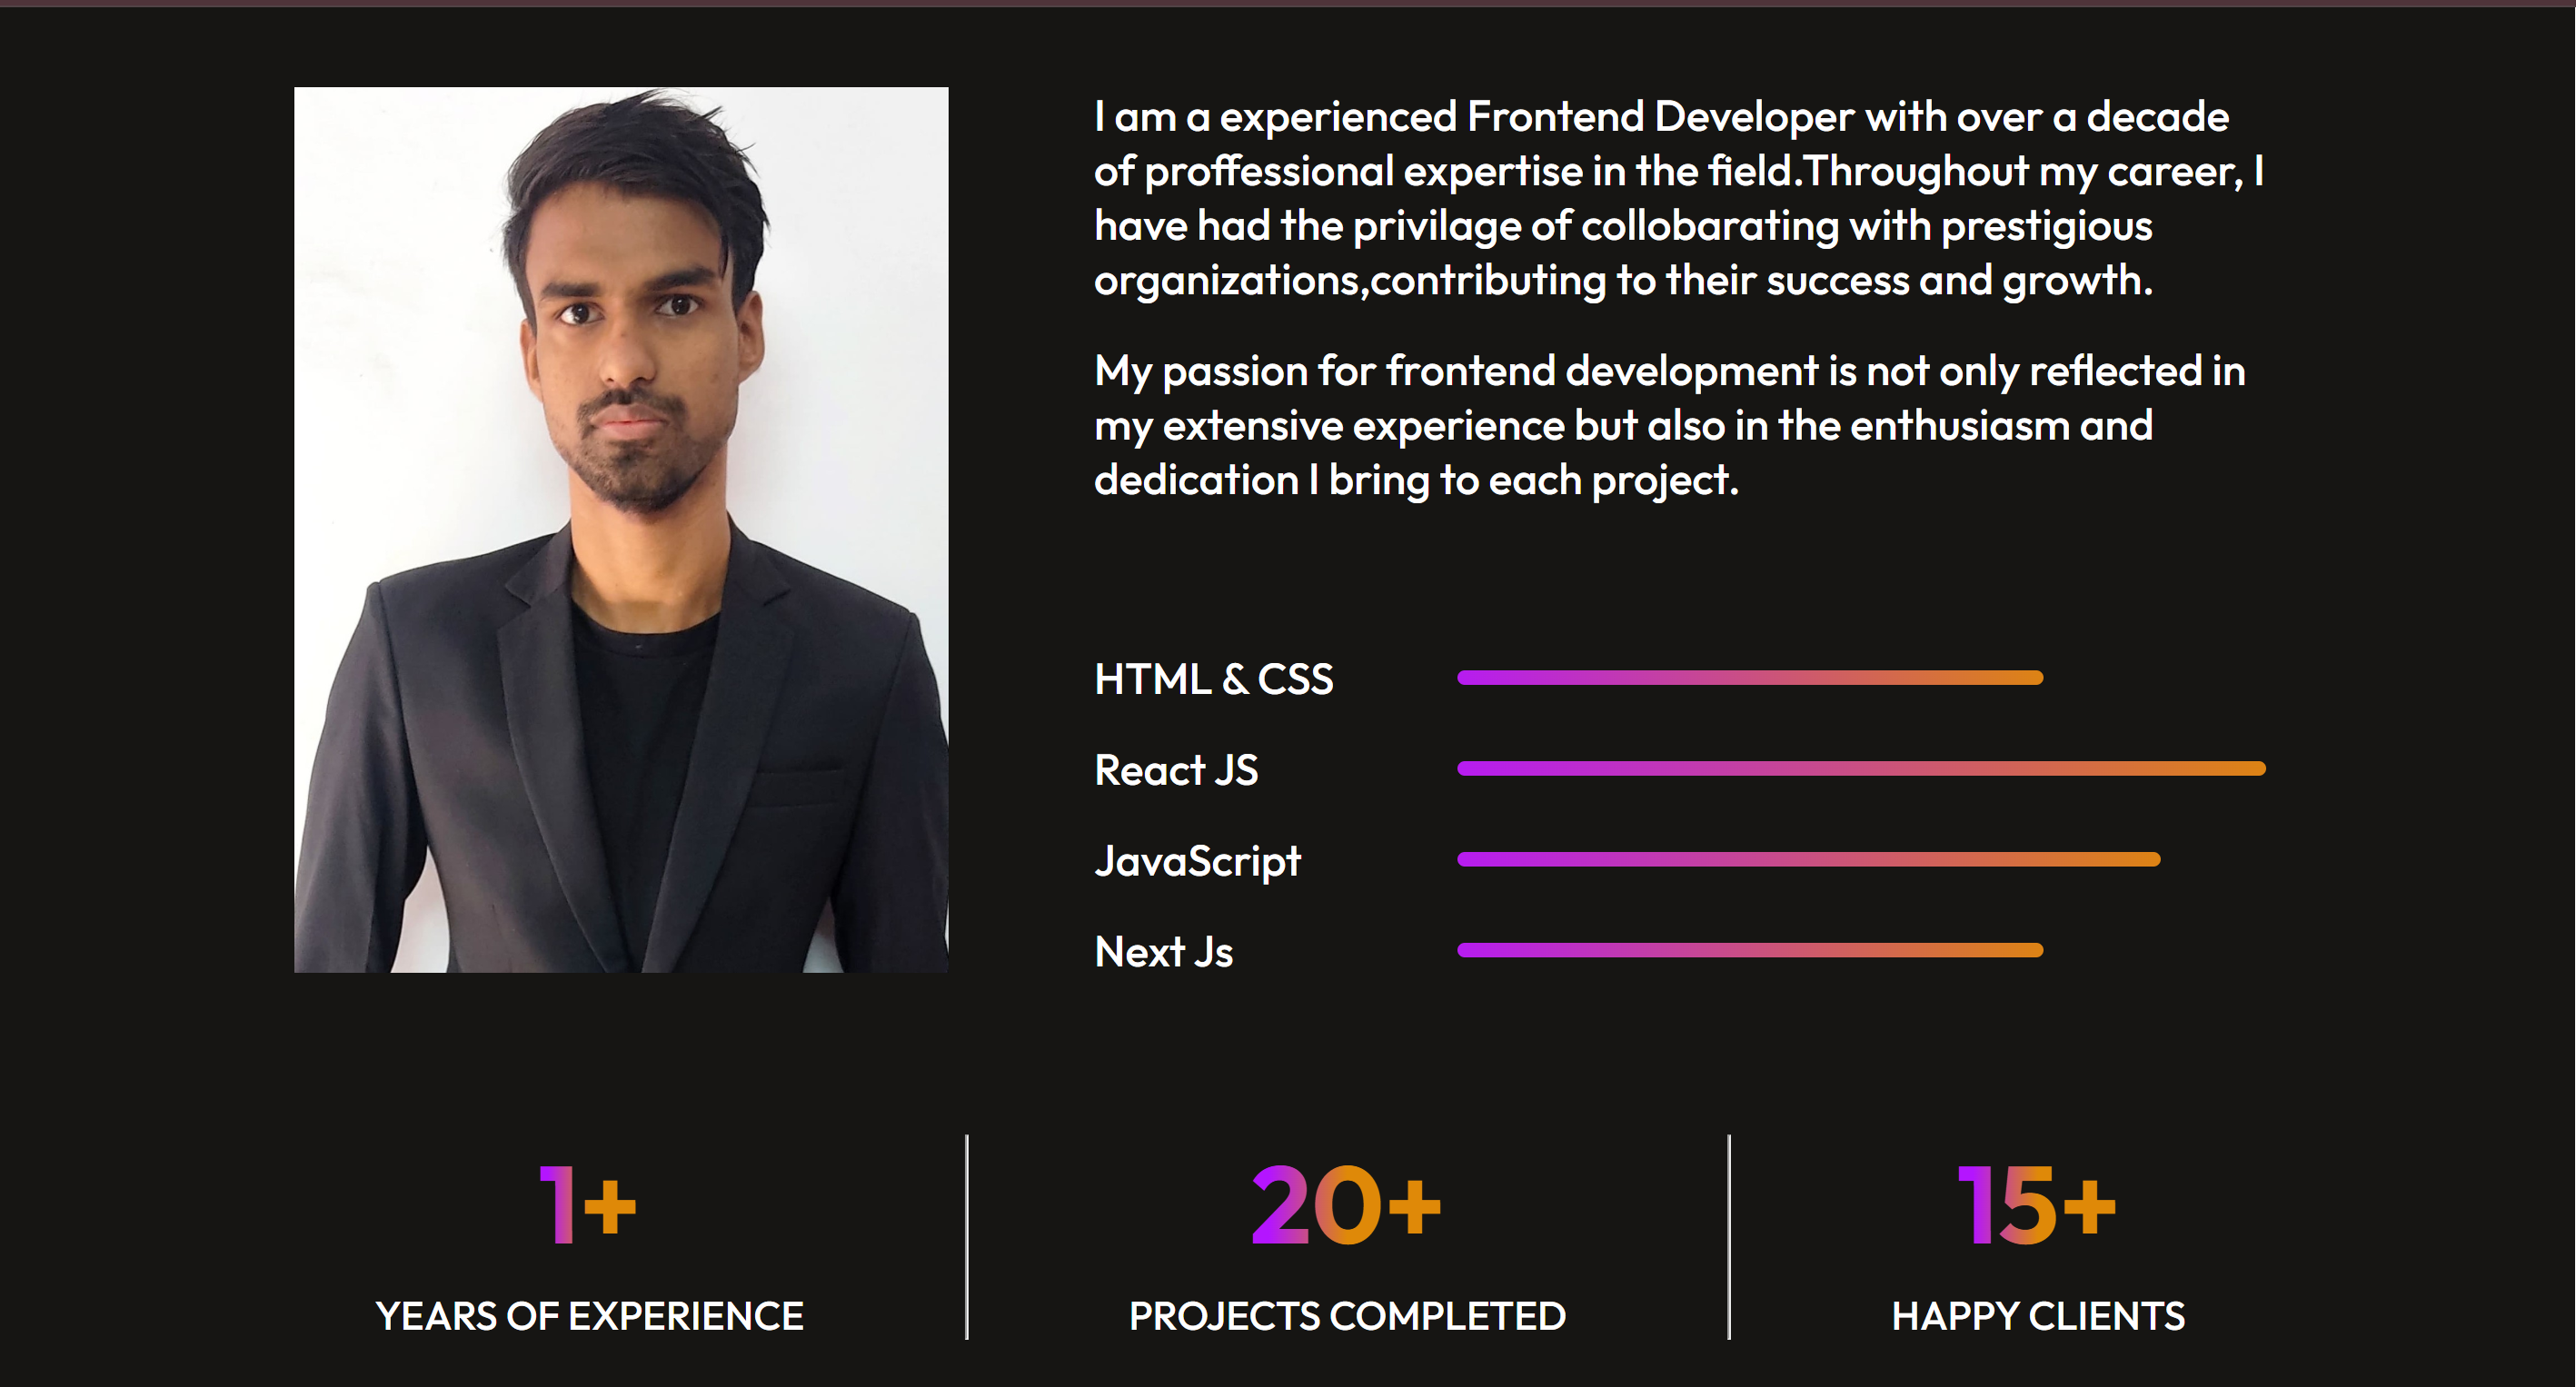 I am a experienced Frontend Developer with over a decade
of proffessional expertise in the field.Throughout my career, I
have had the privilage of collobarating with prestigious
organizations,contributing to their success and growth.
My passion for frontend development is not only reflected in
my extensive experience but also in the enthusiasm and
dedication I bring to each project.
HTML & CSS
React JS
JavaScript
Next Js
1+
YEARS OF EXPERIENCE
20+
PROJECTS COMPLETED
15+
HAPPY CLIENTS